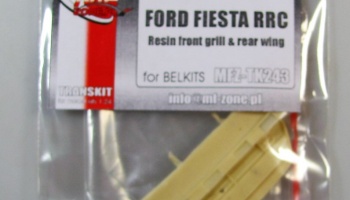 FORD FIESTA RRC
Resin front grill & rear wing
for BELKITS MFZ-TK243
TRANSKIT
info@mf-zone.pl